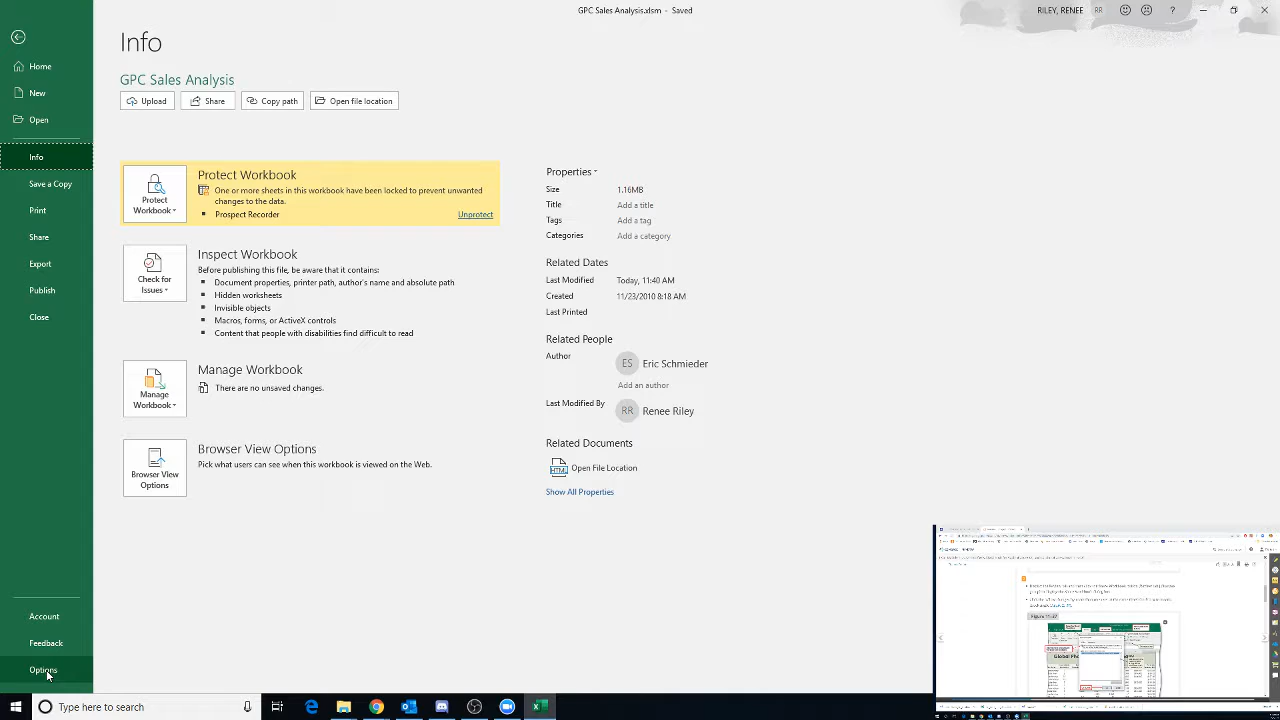 GPC Sales Analysis.xlsm - Saved
RILEY, RENEE RR ?
Info
Home
New
Open
Info
Save a Copy
Print
Share
Export
Publish
Close
Account
Feedback
Options
GPC Sales Analysis
Upload Share Copy path Open file location
Protect Workbook
Protect Workbook
One or more sheets in this workbook have been locked to prevent unwanted
changes to the data.
Prospect Recorder Unprotect
Check for Issues
Inspect Workbook
Before publishing this file, be aware that it contains:
Document properties, printer path, author's name and absolute path
Hidden worksheets
Invisible objects
Macros, forms, or ActiveX controls
Content that people with disabilities find difficult to read
Manage Workbook
Manage Workbook
There are no unsaved changes.
Browser View Options
Browser View Options
Pick what users can see when this workbook is viewed on the Web.
Properties
Size 1.16MB
Title Add a title
Tags Add a tag
Categories Add a category
Related Dates
Last Modified Today, 11:40 AM
Created 11/23/2010 8:18 AM
Last Printed
Related People
Author ES Eric Schmieder
Add an author
Last Modified By RR Renee Riley
Related Documents
HTML Open File Location
Show All Properties
Figure 11-37
Global
Type here to search